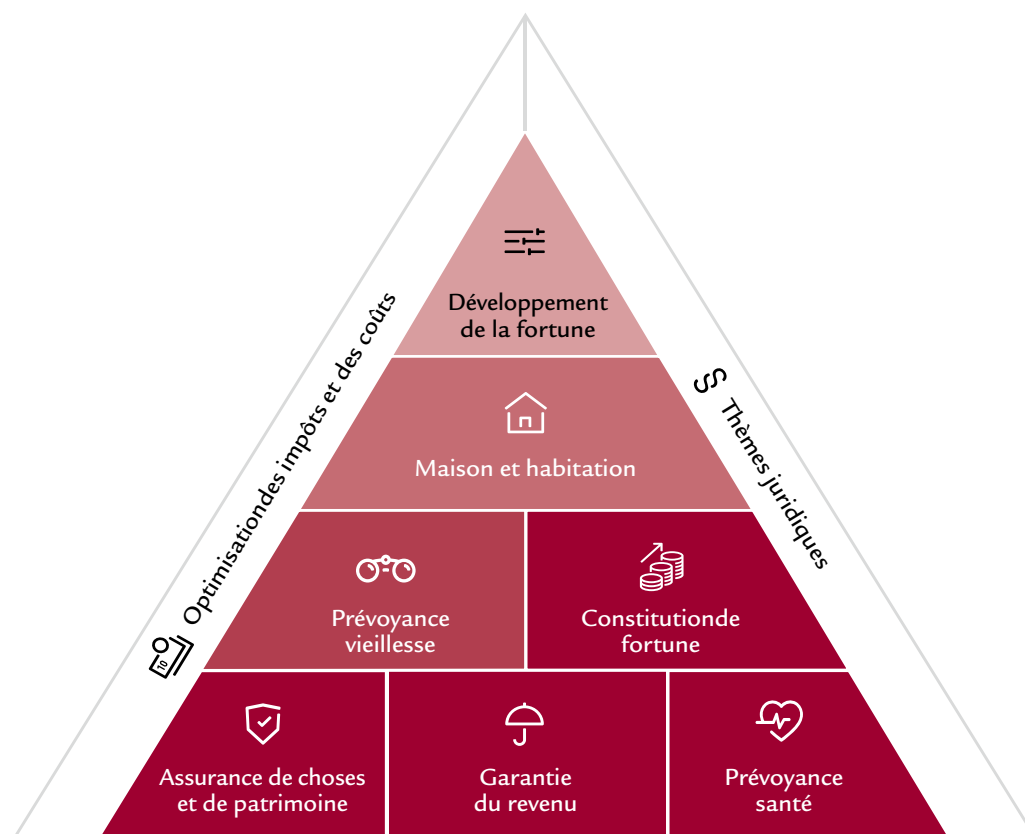 Développement
de la fortune
Optimisationdes impôts et des coûts
§ Thèmes juridiques
Maison et habitation
Prévoyance
vieillesse
Constitutionde
fortune
10
Assurance de choses
et de patrimoine
Garantie
du revenu
Prévoyance
santé